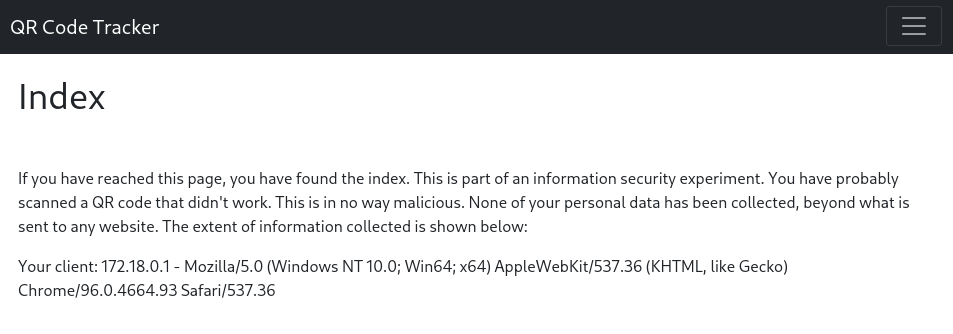 QR Code Tracker
Index
If you have reached this page, you have found the index. This is part of an information security experiment. You have probably
scanned a QR code that didn't work. This is in no way malicious. None of your personal data has been collected, beyond what is
sent to any website. The extent of information collected is shown below:
Your client: 172.18.0.1 - Mozilla/5.0 (Windows NT 10.0; Win64; x64) AppleWebKit/537.36 (KHTML, like Gecko)
Chrome/96.0.4664.93 Safari/537.36